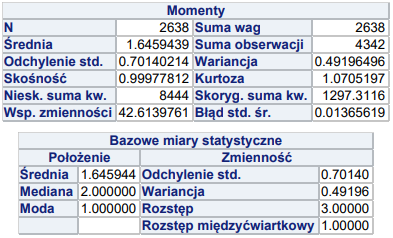 Momenty
N 2638 Suma wag 2638
Średnia 1.6459439 Suma obserwacji 4342
Odchylenie std. 0.70140214 Wariancja 0.49196496
Skośność 0.99977812 Kurtoza 1.0705197
Niesk. suma kw. 8444 Skoryg. suma kw. 1297.3116
Wsp. zmienności 42.6139761 Błąd std. śr. 0.01365619
Bazowe miary statystyczne
Położenie Zmienność
Średnia 1.645944 Odchylenie std. 0.70140
Mediana 2.000000 Wariancja 0.49196
Moda 1.000000 Rozstęp 3.00000
Rozstęp międzyćwiartkowy 1.00000